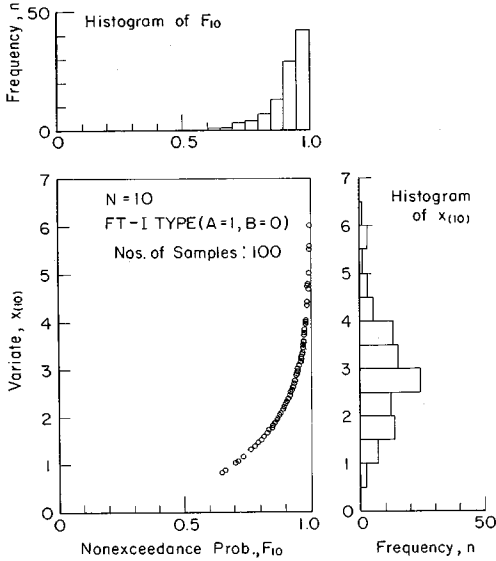 Histogram of F10
Frequency, n
50
0
0
0.5
1.0
N=10
FT-I TYPE(A=1, B=0)
Nos. of Samples: 100
Variate, x(10)
7
6
5
4
3
2
1
0
0
0.5
1.0
Nonexceedance Prob., F10
Histogram
of x(10)
7
6
5
4
3
2
1
0
0
50
Frequency, n